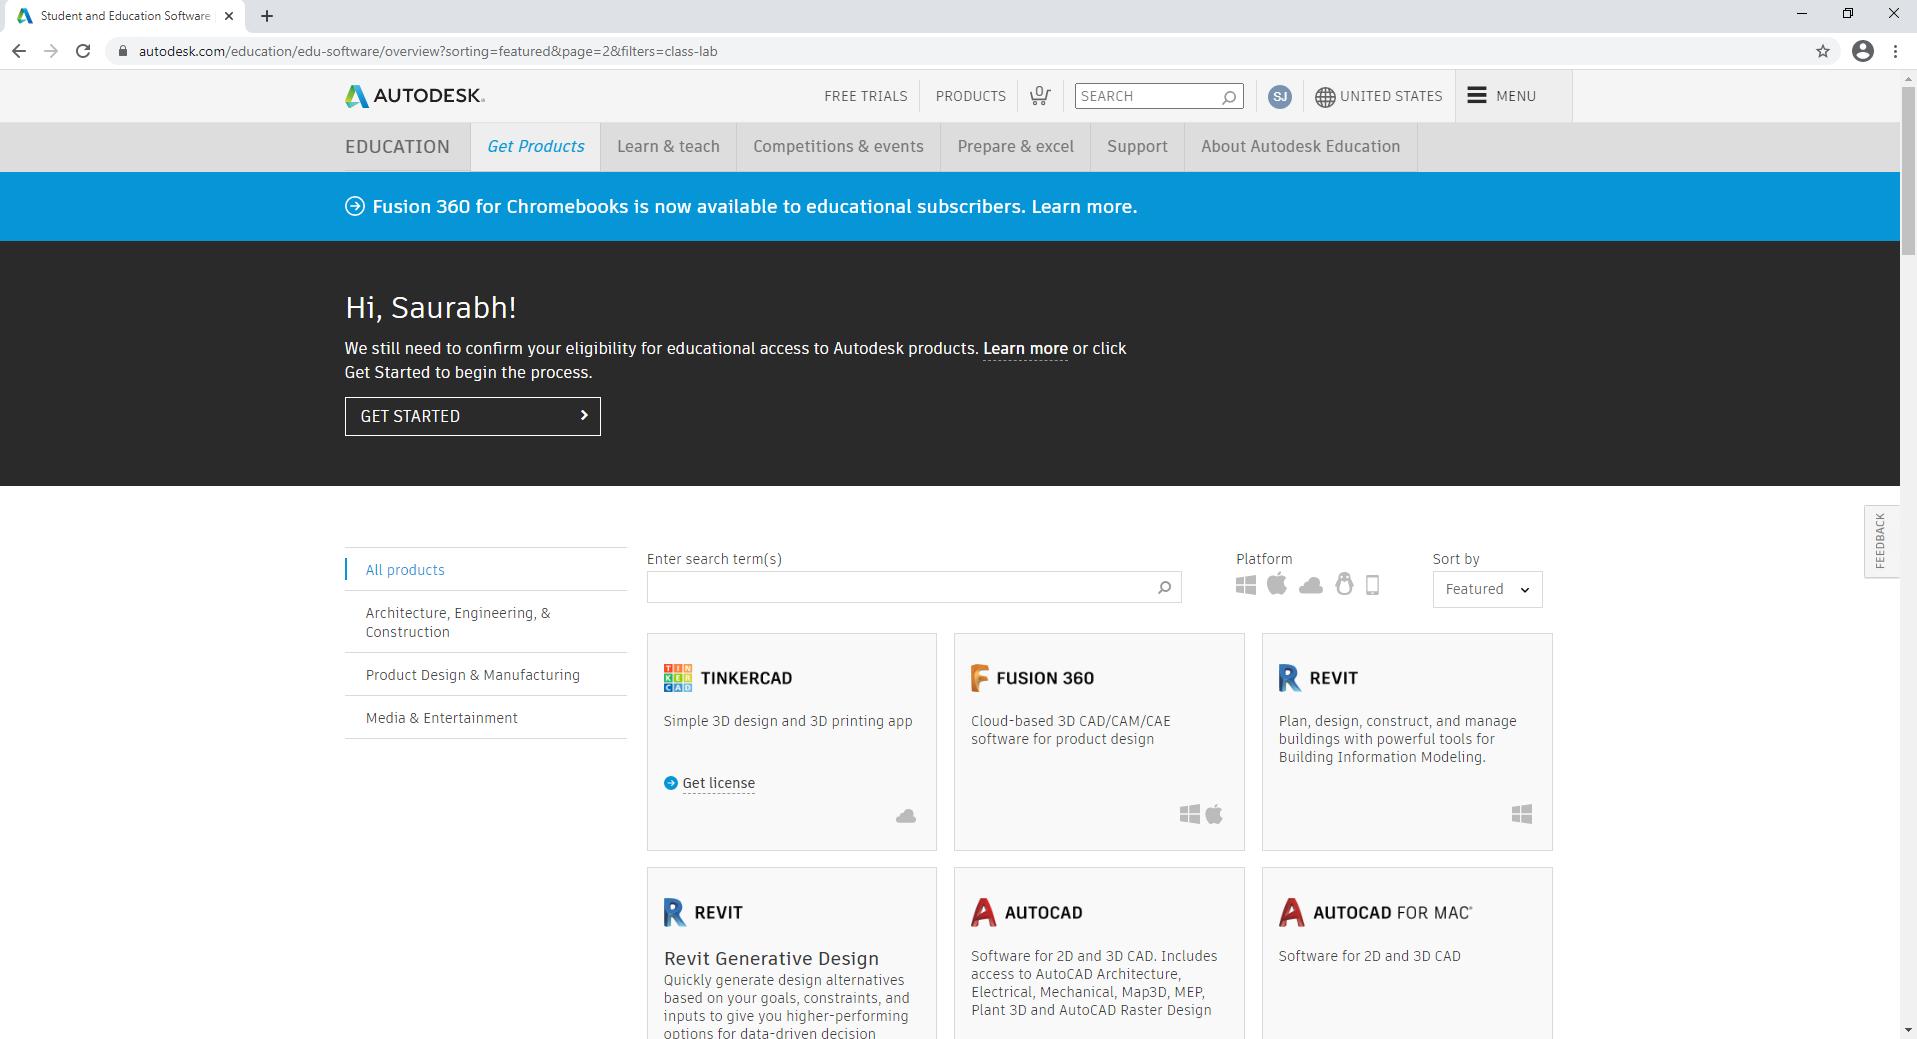 Student and Education Software
autodesk.com/education/edu-software/overview?sorting=featured&page=2&filters=class-lab
AUTODESK.
FREE TRIALS
PRODUCTS
0
SEARCH
SJ
UNITED STATES
MENU
EDUCATION
Get Products
Learn & teach
Competitions & events
Prepare & excel
Support
About Autodesk Education
Fusion 360 for Chromebooks is now available to educational subscribers. Learn more.
Hi, Saurabh!
We still need to confirm your eligibility for educational access to Autodesk products. Learn more or click
Get Started to begin the process.
GET STARTED
FEEDBACK
All products
Architecture, Engineering, &
Construction
Product Design & Manufacturing
Media & Entertainment
Enter search term(s)
Platform
Sort by
Featured
TIN
KER
CAD
TINKERCAD
Simple 3D design and 3D printing app
Get license
FUSION 360
Cloud-based 3D CAD/CAM/CAE
software for product design
REVIT
Plan, design, construct, and manage
buildings with powerful tools for
Building Information Modeling.
REVIT
Revit Generative Design
Quickly generate design alternatives
based on your goals, constraints, and
inputs to give you higher-performing
options for data-driven decision
AUTOCAD
Software for 2D and 3D CAD. Includes
access to AutoCAD Architecture,
Electrical, Mechanical, Map3D, MEP,
Plant 3D and AutoCAD Raster Design
AUTOCAD FOR MAC®
Software for 2D and 3D CAD